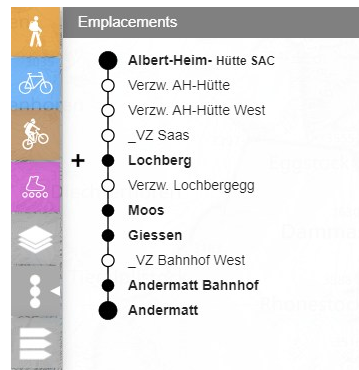 Emplacements
Albert-Heim- Hütte SAC
Verzw. AH-Hütte
Verzw. AH-Hütte West
_VZ Saas
Lochberg
Verzw. Lochbergegg
Moos
Giessen
_VZ Bahnhof West
Andermatt Bahnhof
Andermatt